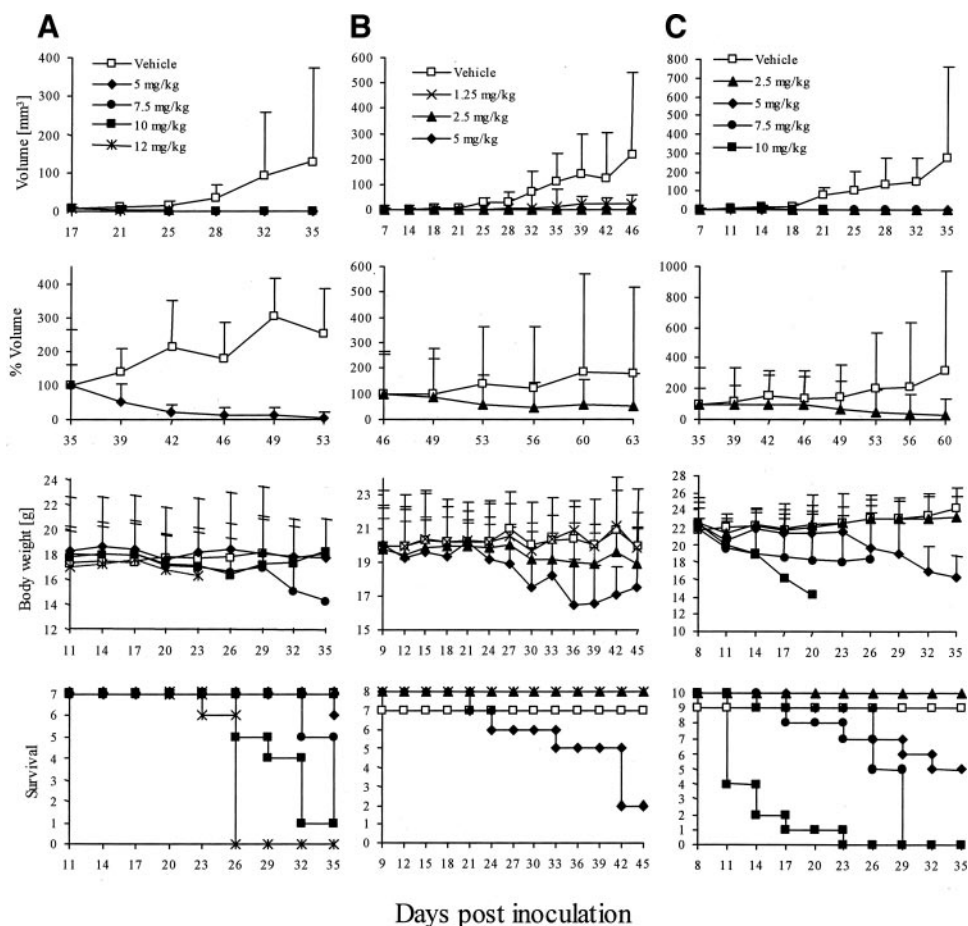 A
B
C
Volume [mm³]
400
300
200
100
0
Vehicle
5 mg/kg
7.5 mg/kg
10 mg/kg
12 mg/kg
17 21 25 28 32 35
600
500
400
300
200
100
0
Vehicle
1.25 mg/kg
2.5 mg/kg
5 mg/kg
7 14 18 21 25 28 32 35 39 42 46
800
700
600
500
400
300
200
100
0
Vehicle
2.5 mg/kg
5 mg/kg
7.5 mg/kg
10 mg/kg
7 11 14 18 21 25 28 32 35
% Volume
400
300
200
100
0
35 39 42 46 49 53
600
500
400
300
200
100
0
46 49 53 56 60 63
1000
800
600
400
200
0
35 39 42 46 49 53 56 60
Body weight [g]
24
22
20
18
16
14
12
11 14 17 20 23 26 29 32 35
23
21
19
17
15
9 12 15 18 21 24 27 30 33 36 39 42 45
28
26
24
22
20
18
16
14
12
10
8 11 14 17 20 23 26 29 32 35
Survival
7
6
5
4
3
2
1
0
11 14 17 20 23 26 29 32 35
8
7
6
5
4
3
2
1
0
9 12 15 18 21 24 27 30 33 36 39 42 45
10
9
8
7
6
5
4
3
2
1
0
8 11 14 17 20 23 26 29 32 35
Days post inoculation